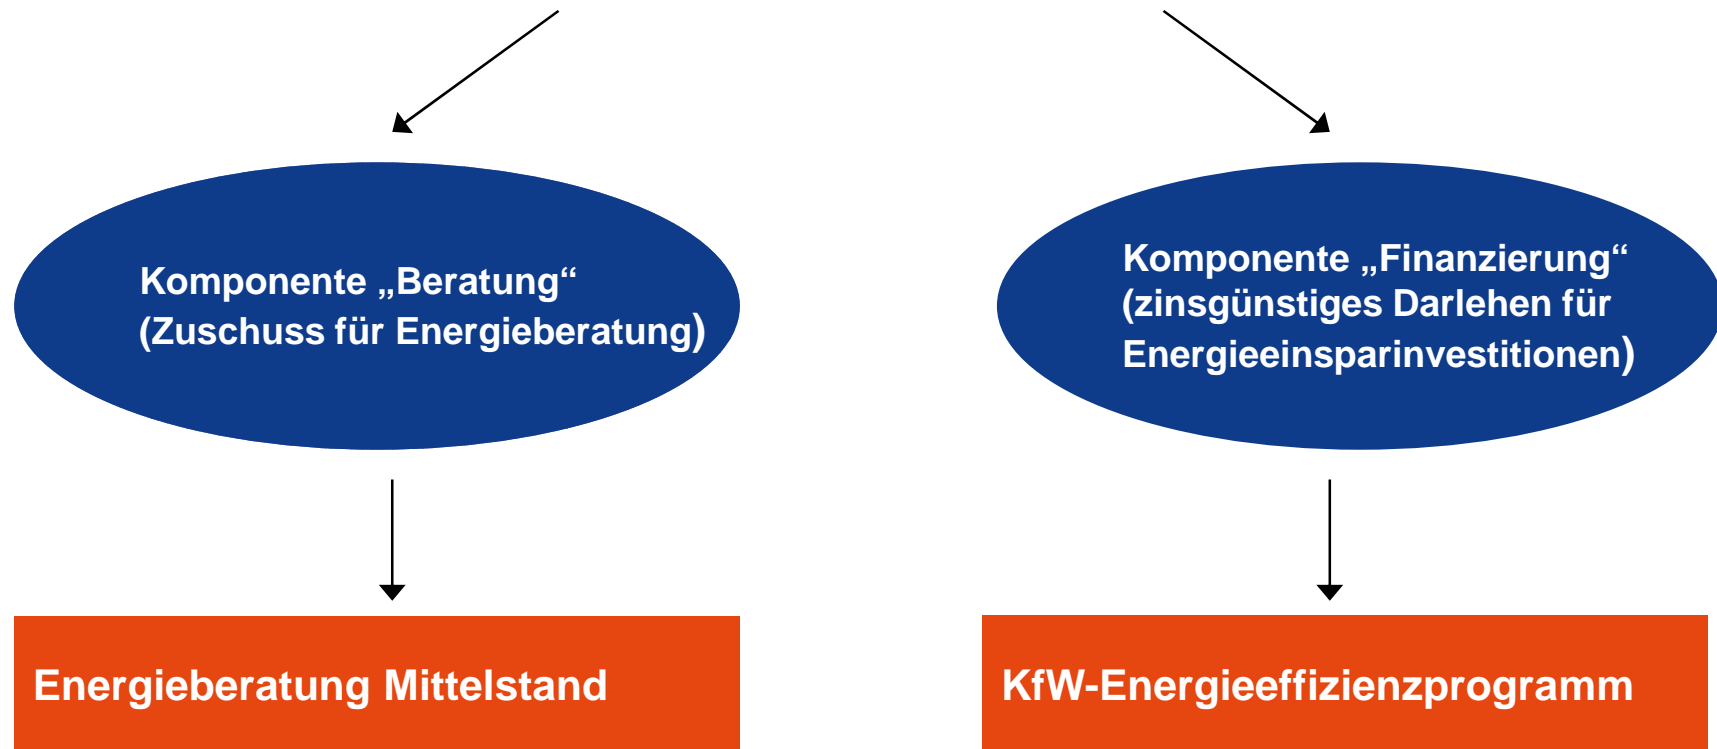 Komponente „Beratung“
(Zuschuss für Energieberatung)
Komponente „Finanzierung“
(zinsgünstiges Darlehen für
Energieeinsparinvestitionen)
Energieberatung Mittelstand
KfW-Energieeffizienzprogramm